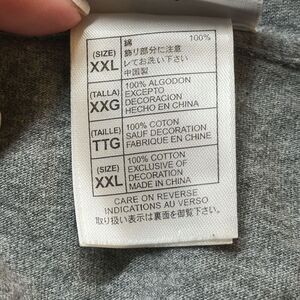 (SIZE)
XXL
綿 100%
飾り部分に注意
してお洗い下さい
中国製
(TALLA)
XXG
100% ALGODON
EXCEPTO
DECORACION
HECHO EN CHINA
(TAILLE)
TTG
100% COTON
SAUF DECORATION
FABRIQUE EN CHINE
(SIZE)
XXL
100% COTTON
EXCLUSIVE OF
DECORATION
MADE IN CHINA
CARE ON REVERSE
INDICATIONS AU VERSO
取り扱い表示は裏面を御覧下さい。